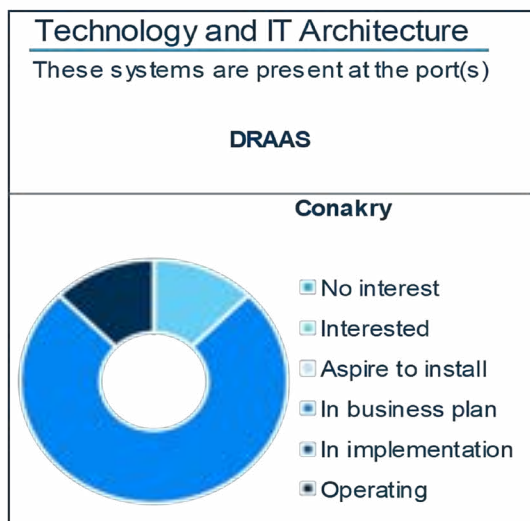 Technology and IT Architecture
These systems are present at the port(s)
DRAAS
Conakry
No interest
Interested
Aspire to install
In business plan
In implementation
Operating